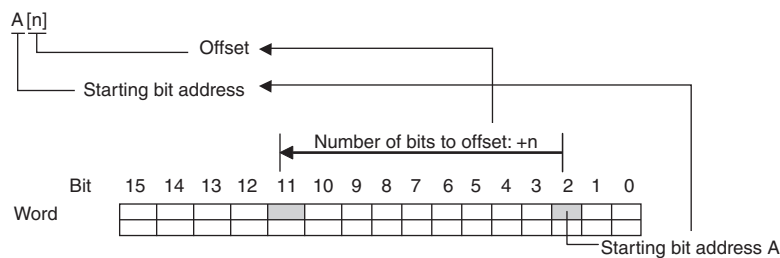 A[n]
Offset
Starting bit address
Number of bits to offset: +n
Bit 15 14 13 12 11 10 9 8 7 6 5 4 3 2 1 0
Word
Starting bit address A